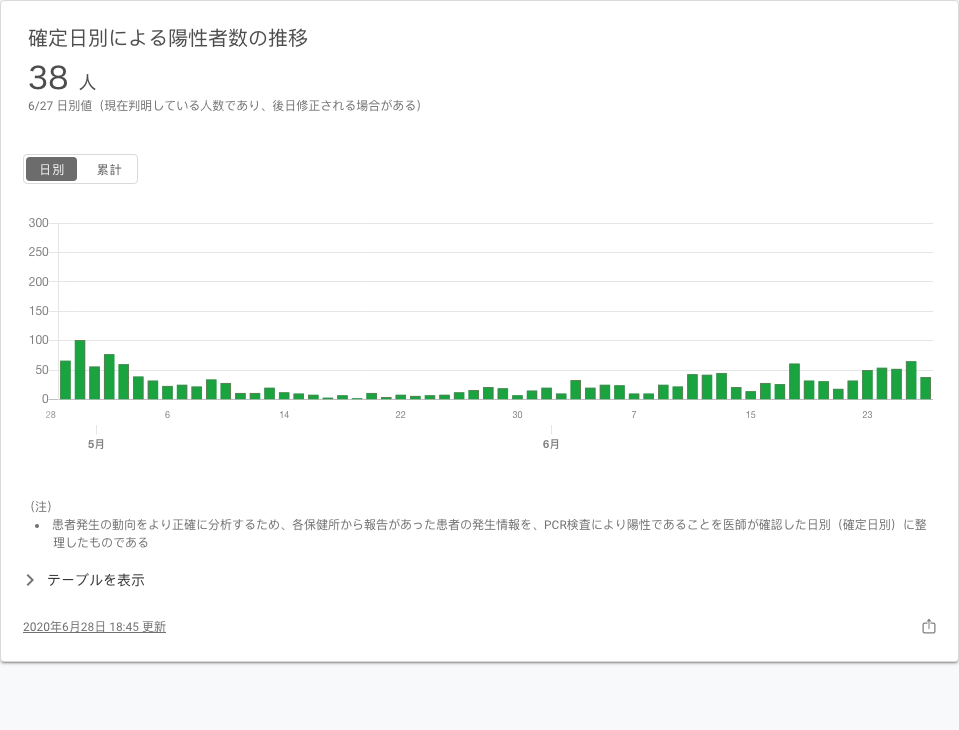 確定日別による陽性者数の推移
38 人
6/27 日別値（現在判明している人数であり、後日修正される場合がある）
日別 累計
300
250
200
150
100
50
0
28 6 14 22 30 7 15 23
5月 6月
（注）
• 患者発生の動向をより正確に分析するため、各保健所から報告があった患者の発生情報を、PCR検査により陽性であることを医師が確認した日別（確定日別）に整
理したものである
テーブルを表示
2020年6月28日 18:45 更新